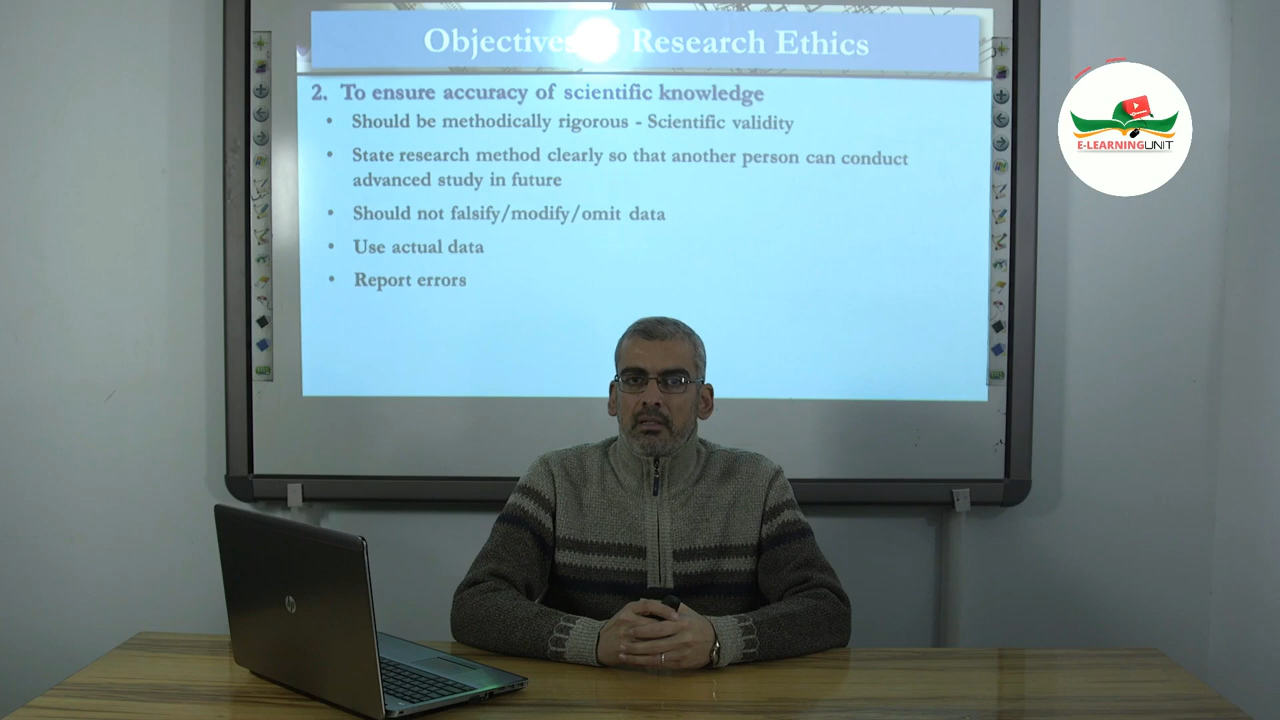 Objectives Research Ethics
2. To ensure accuracy of scientific knowledge
• Should be methodically rigorous - Scientific validity
• State research method clearly so that another person can conduct
advanced study in future
• Should not falsify/modify/omit data
• Use actual data
• Report errors
E-LEARNINGUNIT
hp